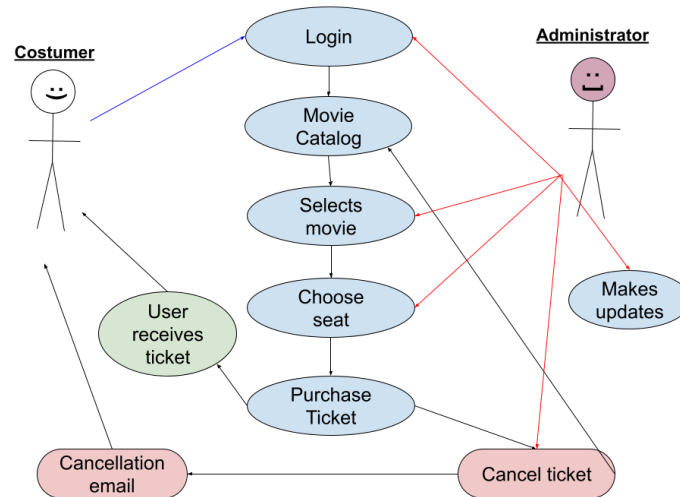 Login
Costumer
Administrator
Movie
Catalog
Selects
movie
Choose
seat
Makes
updates
User
receives
ticket
Purchase
Ticket
Cancellation
email
Cancel ticket